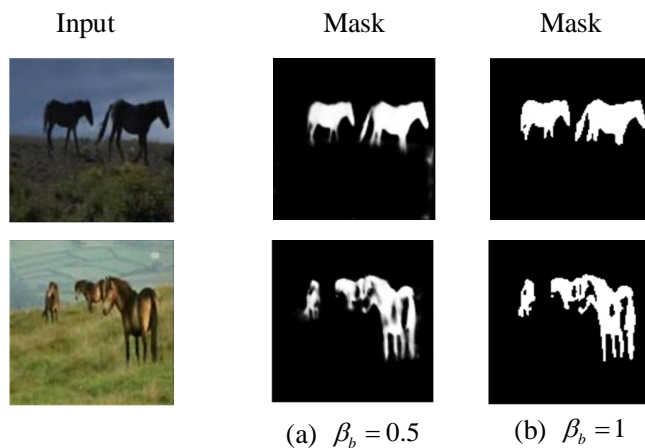 Input Mask Mask
(a) β_b = 0.5 (b) β_b = 1